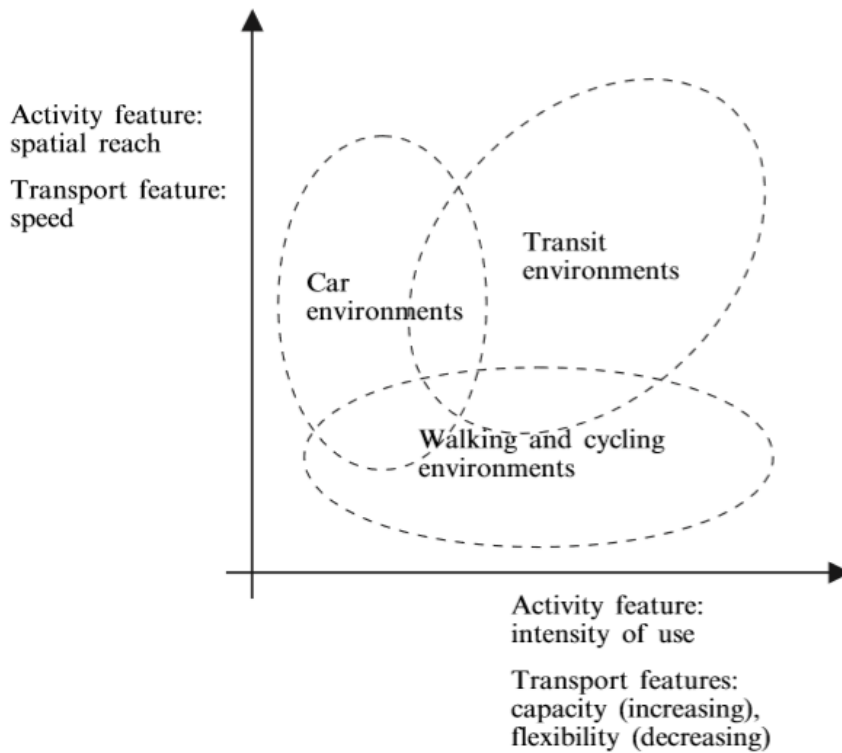 Activity feature:
spatial reach
Transport feature:
speed
Transit
environments
Car
environments
Walking and cycling
environments
Activity feature:
intensity of use
Transport features:
capacity (increasing),
flexibility (decreasing)